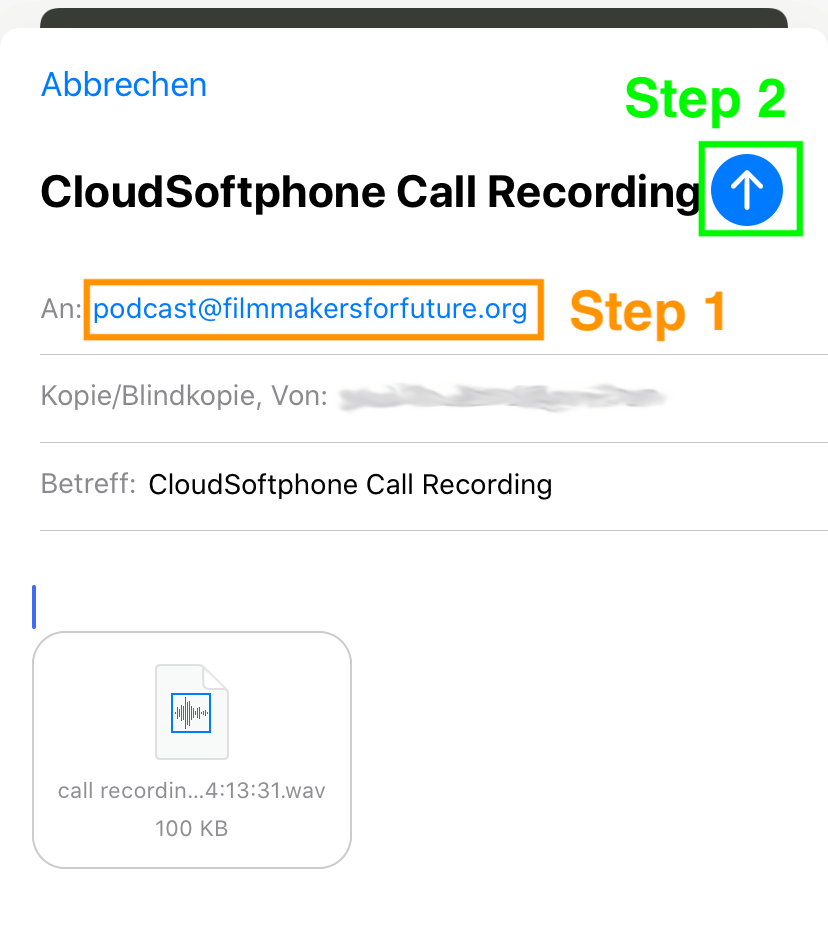 Abbrechen
Step 2
CloudSoftphone Call Recording
An: podcast@filmmakersforfuture.org
Step 1
Kopie/Blindkopie, Von:
Betreff: CloudSoftphone Call Recording
call recordin...4:13:31.wav
100 KB